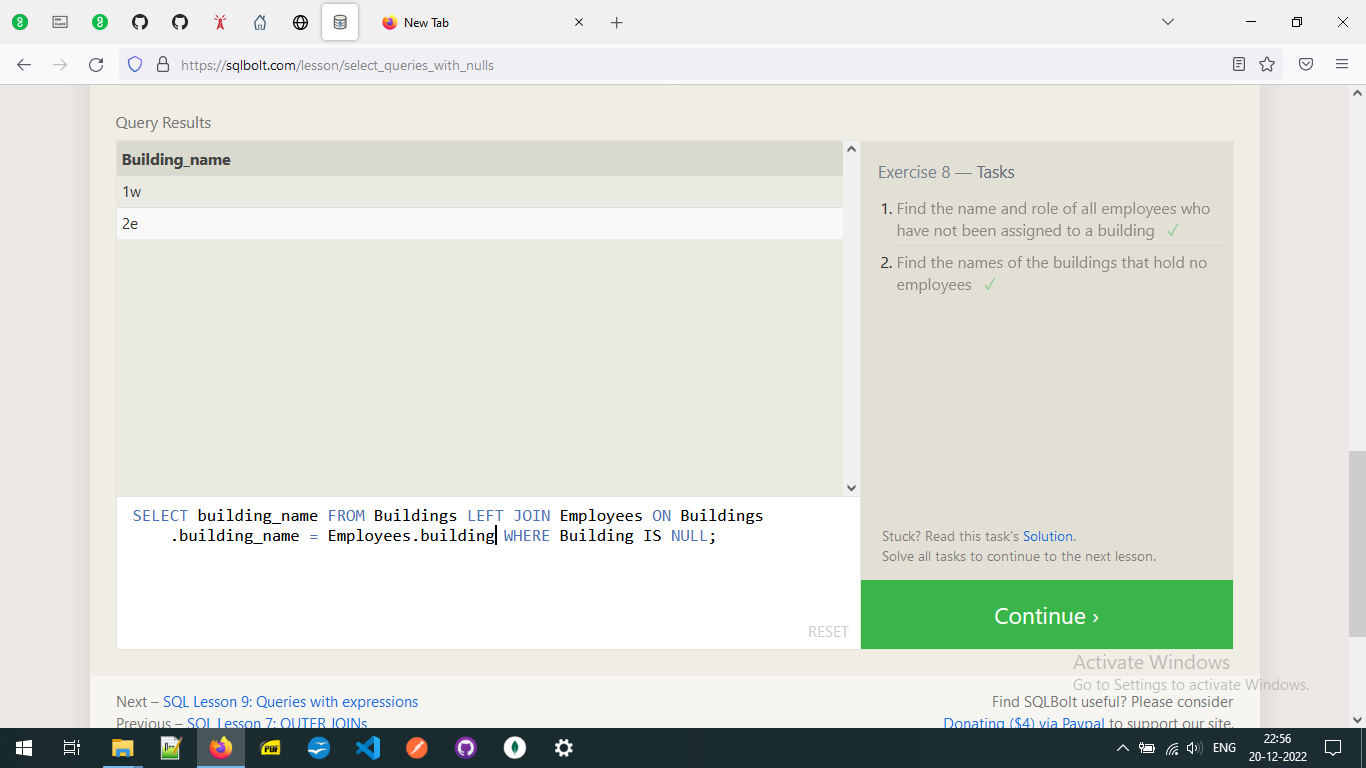 New Tab
https://sqlbolt.com/lesson/select_queries_with_nulls
Query Results
Building_name
1w
2e
Exercise 8 — Tasks
1. Find the name and role of all employees who
have not been assigned to a building ✓
2. Find the names of the buildings that hold no
employees ✓
SELECT building_name FROM Buildings LEFT JOIN Employees ON Buildings
.building_name = Employees.building WHERE Building IS NULL;
RESET
Stuck? Read this task's Solution.
Solve all tasks to continue to the next lesson.
Continue ›
Activate Windows
Go to Settings to activate Windows.
Next – SQL Lesson 9: Queries with expressions
Previous – SQL Lesson 7: OUTER JOINs
Find SQLBolt useful? Please consider
Donating ($4) via Paypal to support our site.
PDF
ENG
22:56
20-12-2022